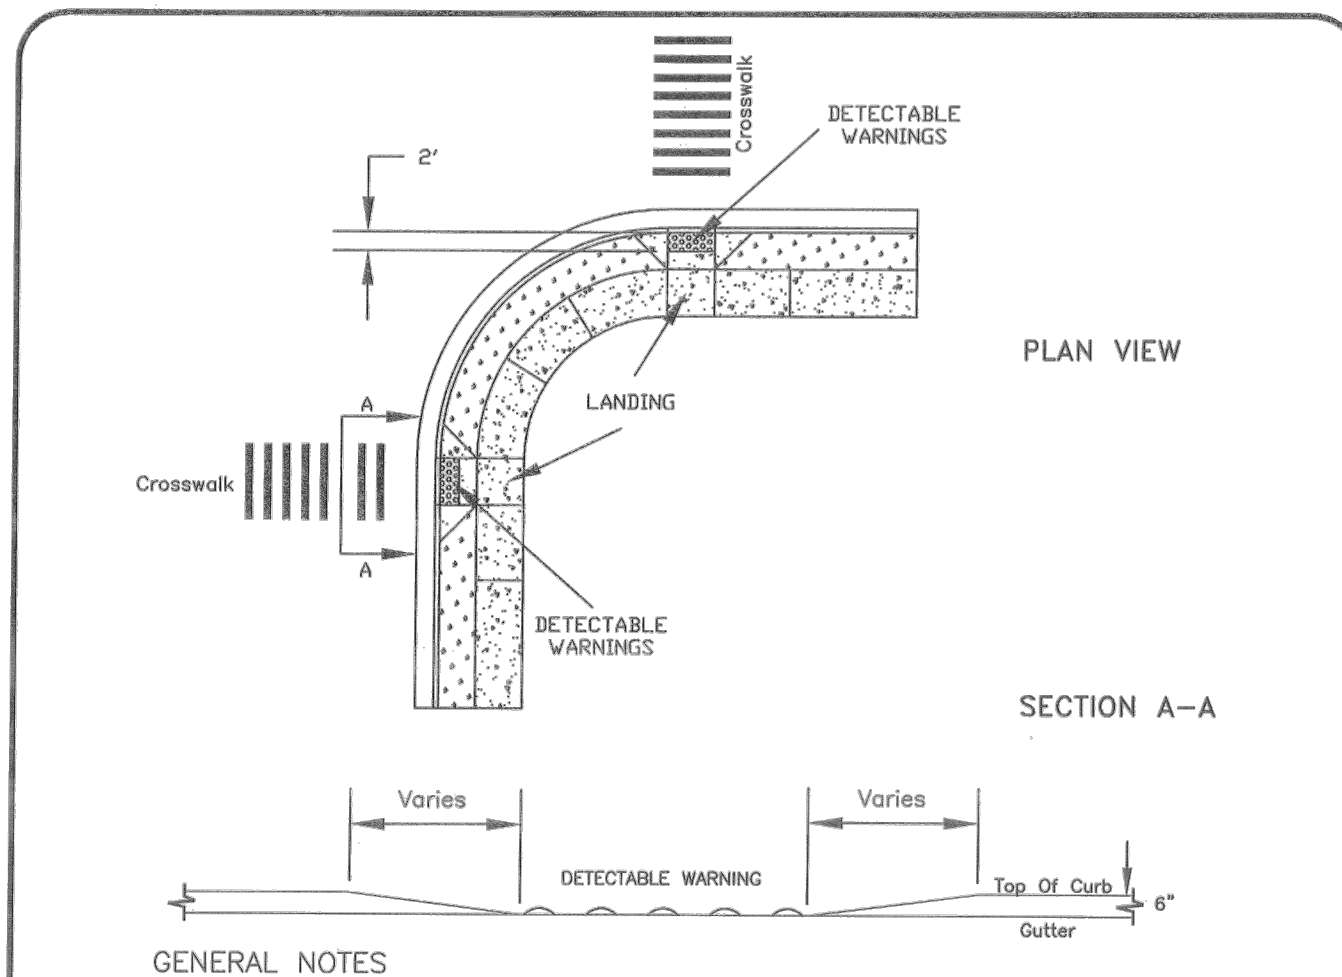 Crosswalk
DETECTABLE
WARNINGS
2'
PLAN VIEW
LANDING
A
Crosswalk
A
DETECTABLE
WARNINGS
SECTION A-A
Varies
Varies
DETECTABLE WARNING
Top Of Curb
6"
Gutter
GENERAL NOTES